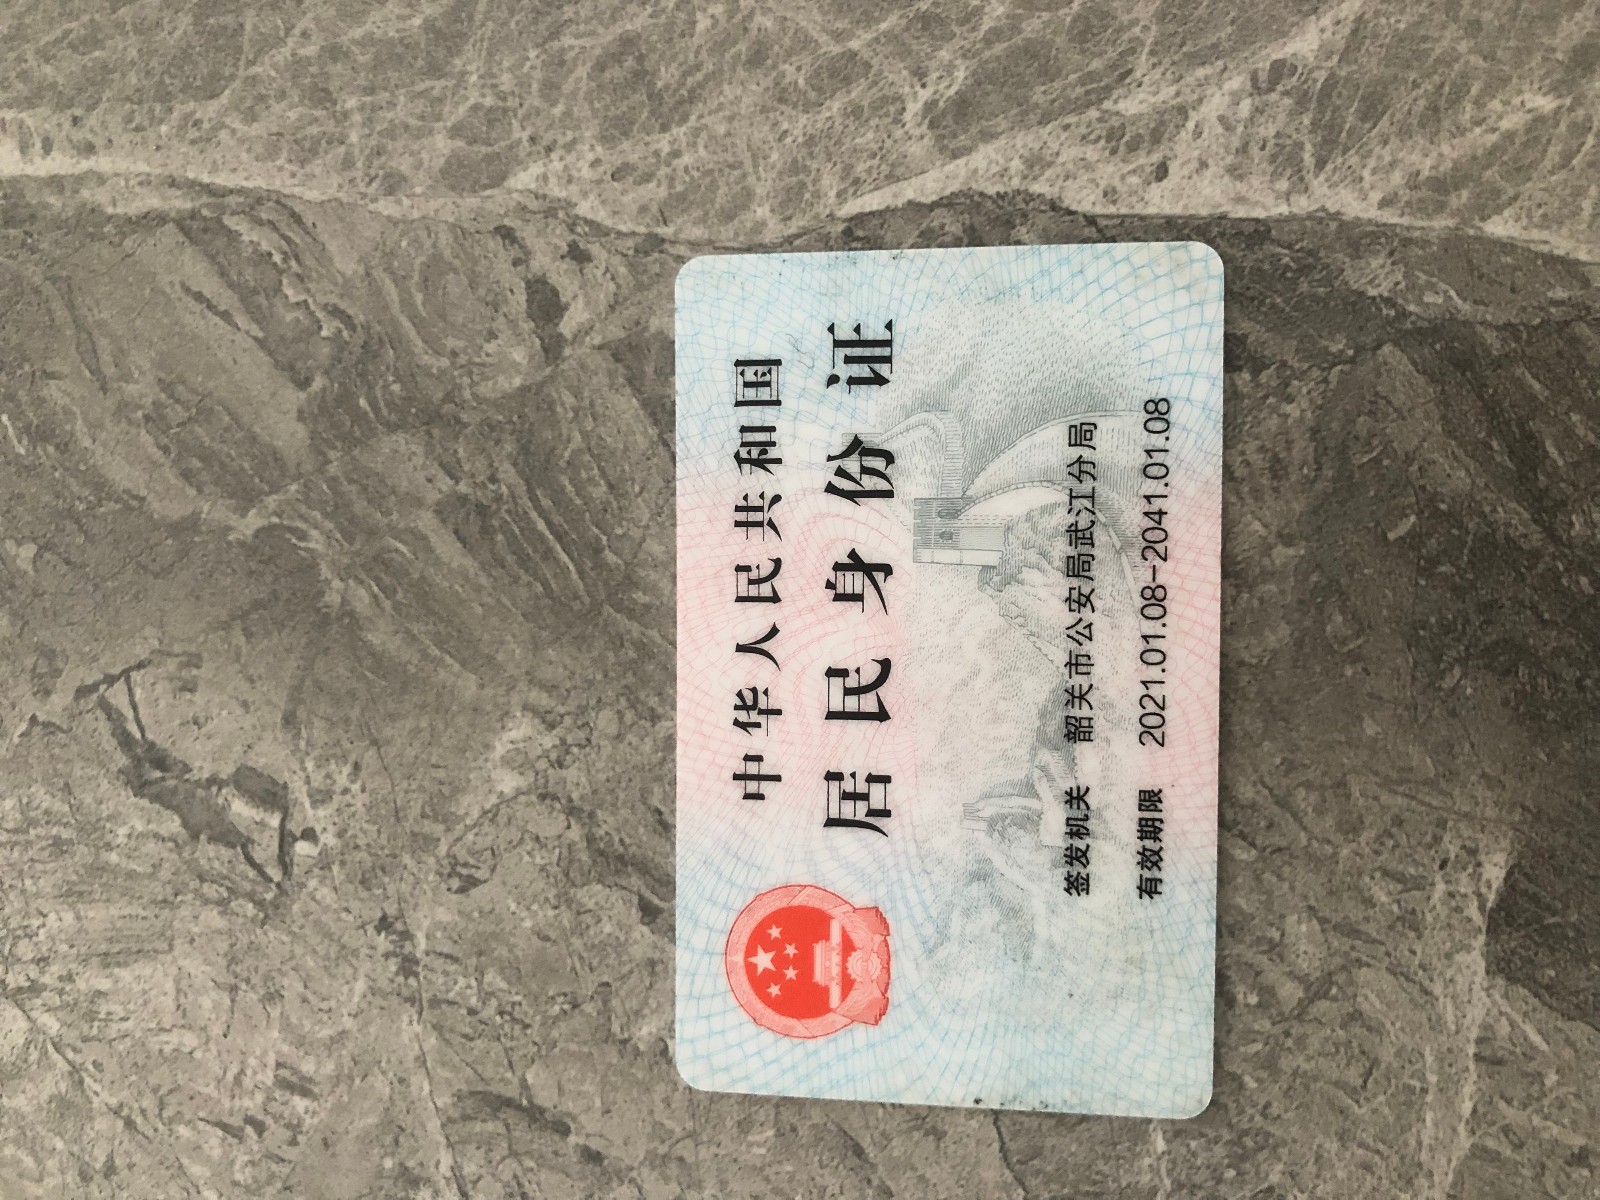 中华人民共和国
居民身份证
签发机关 韶关市公安局武江分局
有效期限 2021.01.08-2041.01.08